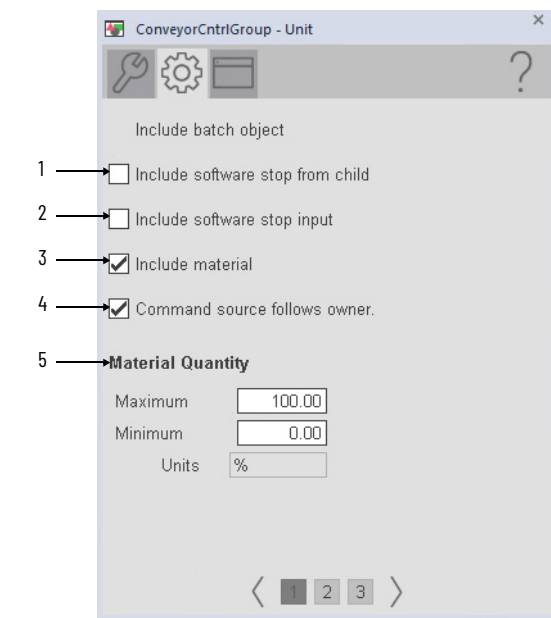 ConveyorCntrlGroup - Unit ×
?
Include batch object
1 Include software stop from child
2 Include software stop input
3 Include material
4 Command source follows owner.
5 Material Quantity
Maximum 100.00
Minimum 0.00
Units %
1 2 3